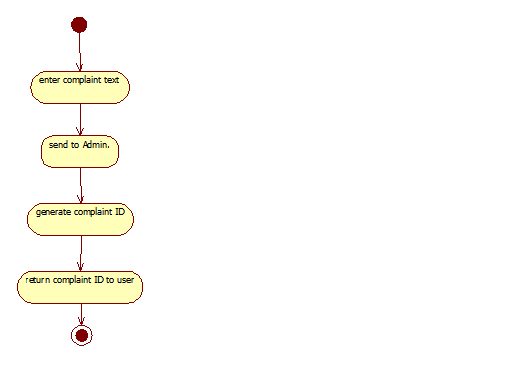 enter complaint text
send to Admin.
generate complaint ID
return complaint ID to user